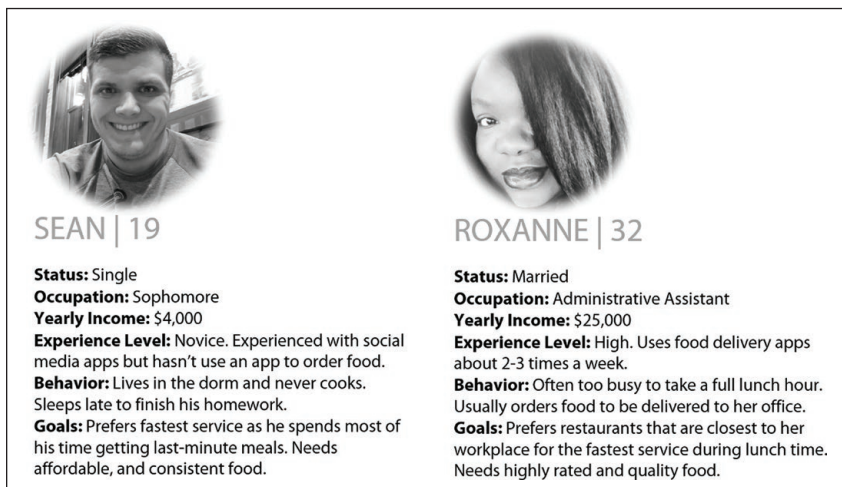 SEAN | 19
Status: Single
Occupation: Sophomore
Yearly Income: $4,000
Experience Level: Novice. Experienced with social
media apps but hasn't use an app to order food.
Behavior: Lives in the dorm and never cooks.
Sleeps late to finish his homework.
Goals: Prefers fastest service as he spends most of
his time getting last-minute meals. Needs
affordable, and consistent food.
ROXANNE | 32
Status: Married
Occupation: Administrative Assistant
Yearly Income: $25,000
Experience Level: High. Uses food delivery apps
about 2-3 times a week.
Behavior: Often too busy to take a full lunch hour.
Usually orders food to be delivered to her office.
Goals: Prefers restaurants that are closest to her
workplace for the fastest service during lunch time.
Needs highly rated and quality food.